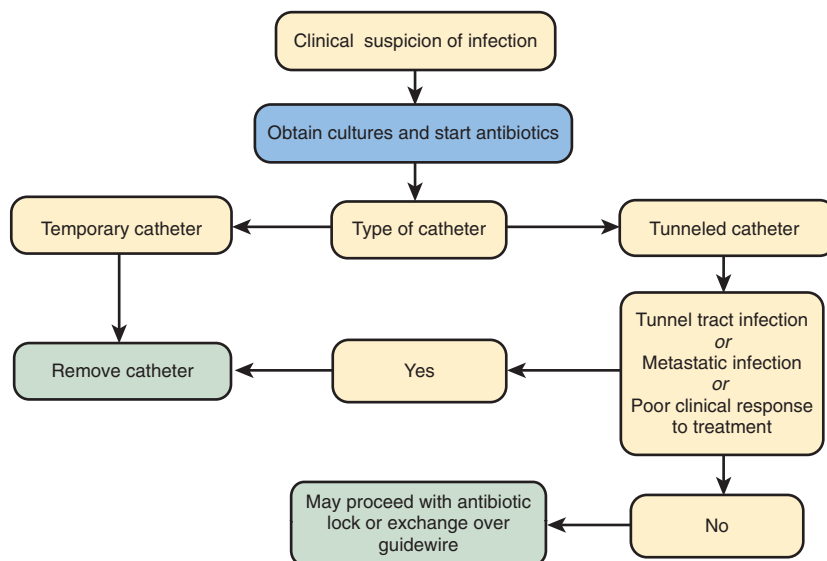 Clinical suspicion of infection
Obtain cultures and start antibiotics
Temporary catheter
Type of catheter
Tunneled catheter
Tunnel tract infection
or
Metastatic infection
or
Poor clinical response
to treatment
Remove catheter
Yes
May proceed with antibiotic
lock or exchange over
guidewire
No